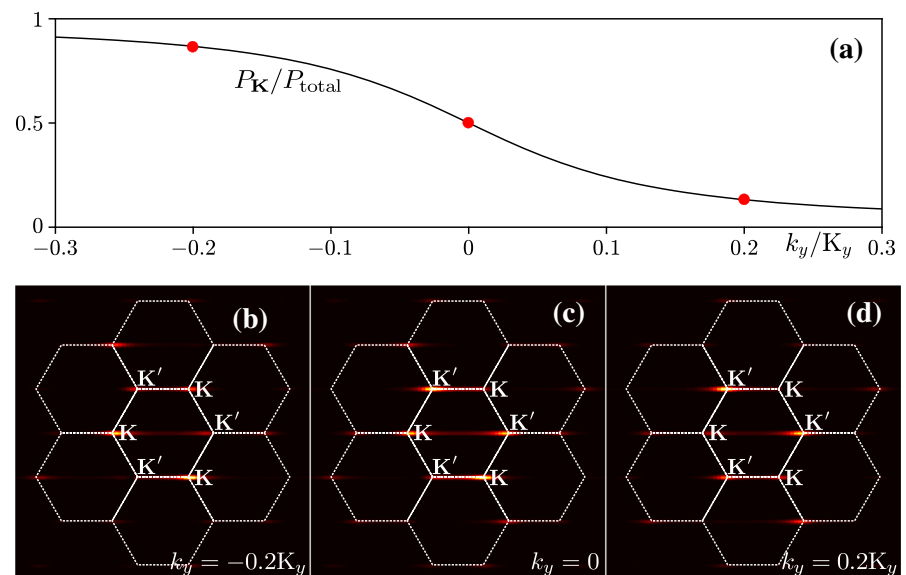 1
(a)
P_K/P_total
0.5
0
−0.3 −0.2 −0.1 0 0.1 0.2 k_y/K_y 0.3
(b) (c) (d)
K′ K K′ K K′ K
K K′ K K′ K K′
K′ K K′ K K′ K
k_y = −0.2K_y k_y = 0 k_y = 0.2K_y